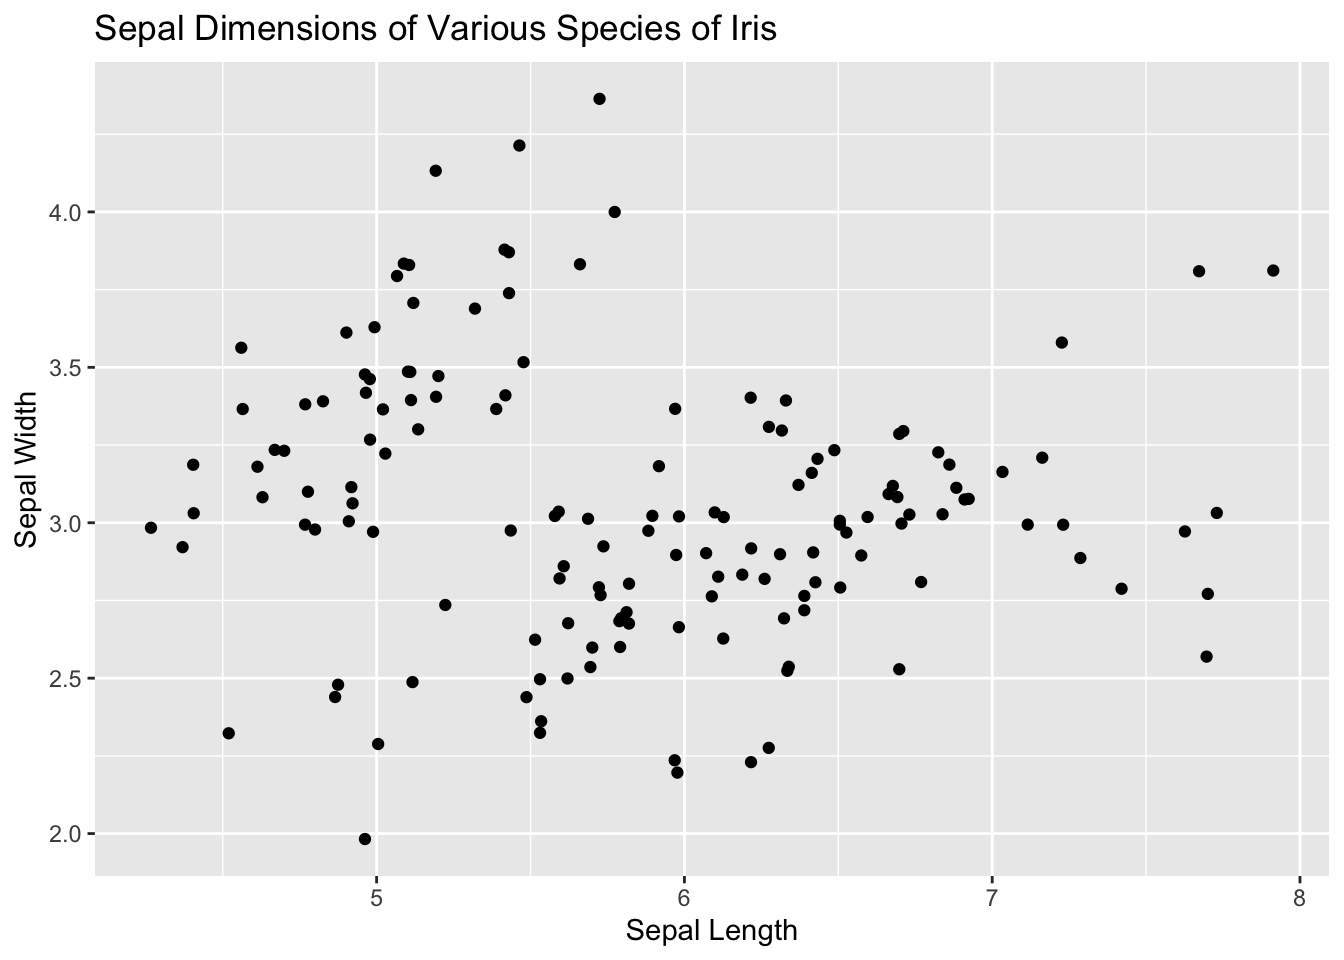 Sepal Dimensions of Various Species of Iris
4.0
3.5
3.0
2.5
2.0
Sepal Width
5 6 7 8
Sepal Length